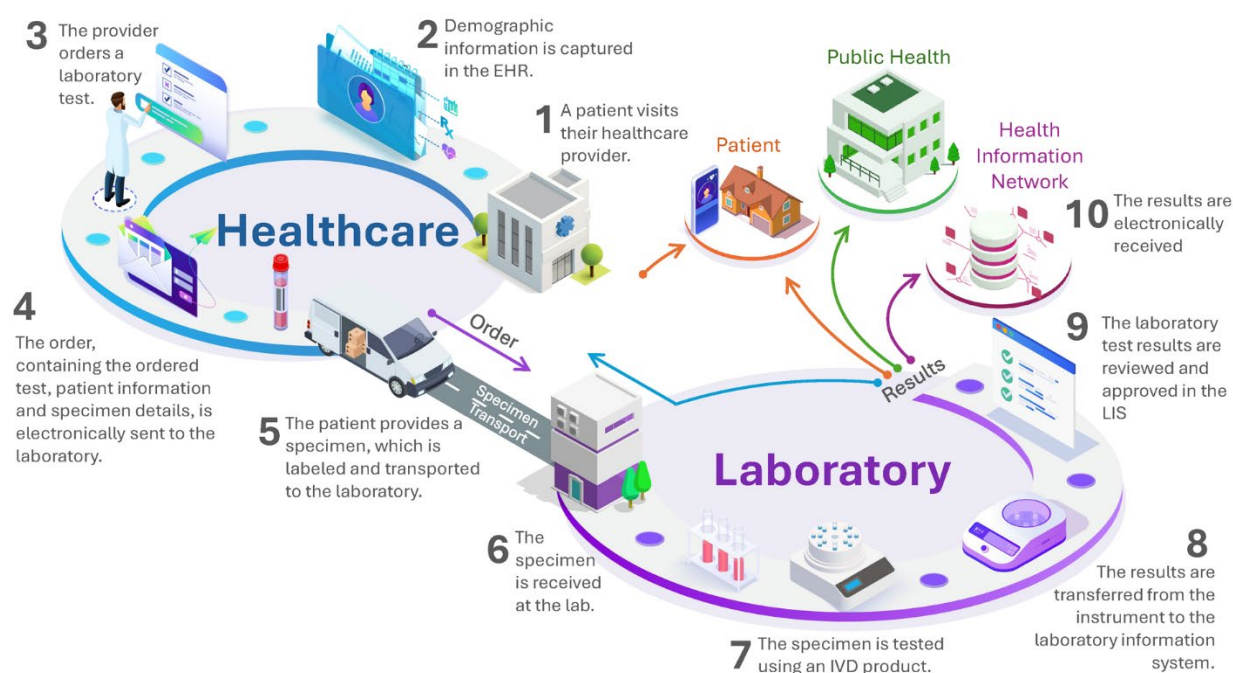 3 The provider
orders a
laboratory
test.
2 Demographic
information is captured
in the EHR.
1 A patient visits
their healthcare
provider.
Public Health
Patient
Health
Information
Network
10 The results are
electronically
received
Healthcare
Rx
4
The order,
containing the ordered
test, patient information
and specimen details, is
electronically sent to the
laboratory.
Order
Specimen
Transport
5 The patient provides a
specimen, which is
labeled and transported
to the laboratory.
Results
9 The laboratory
test results are
reviewed and
approved in the
LIS
Laboratory
6 The
specimen
is received
at the lab.
7 The specimen is tested
using an IVD product.
8
The results are
transferred from the
instrument to the
laboratory information
system.